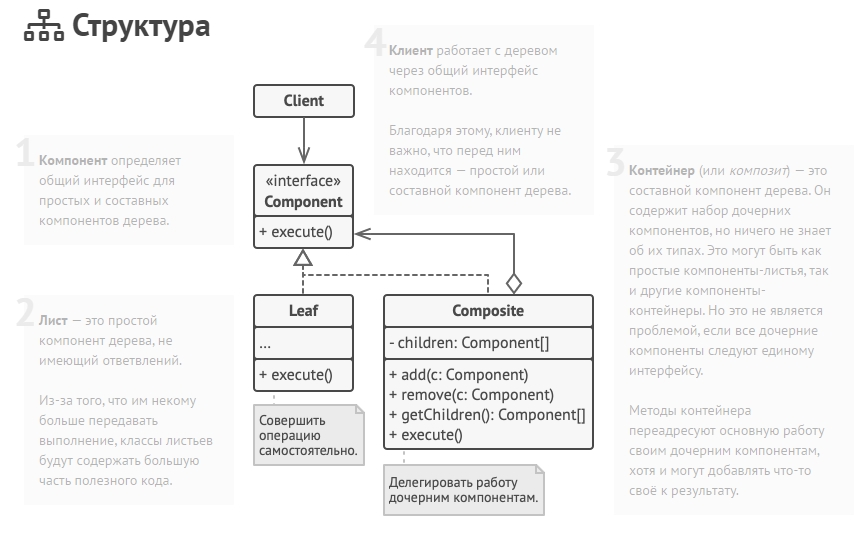 Структура
4
Клиент работает с деревом
через общий интерфейс
компонентов.
Благодаря этому, клиенту не
важно, что перед ним
находится — простой или
составной компонент дерева.
Client
1
Компонент определяет
общий интерфейс для
простых и составных
компонентов дерева.
«interface»
Component
+ execute()
3
Контейнер (или композит) — это
составной компонент дерева. Он
содержит набор дочерних
компонентов, но ничего не знает
об их типах. Это могут быть как
простые компоненты-листья, так
и другие компоненты-
контейнеры. Но это не является
проблемой, если все дочерние
компоненты следуют единому
интерфейсу.
Методы контейнера
переадресуют основную работу
своим дочерним компонентам,
хотя и могут добавлять что-то
своё к результату.
2
Лист — это простой
компонент дерева, не
имеющий ответвлений.
Из-за того, что им некому
больше передавать
выполнение, классы листьев
будут содержать большую
часть полезного кода.
Leaf
...
+ execute()
Совершить
операцию
самостоятельно.
Composite
- children: Component[]
+ add(c: Component)
+ remove(c: Component)
+ getChildren(): Component[]
+ execute()
Делегировать работу
дочерним компонентам.